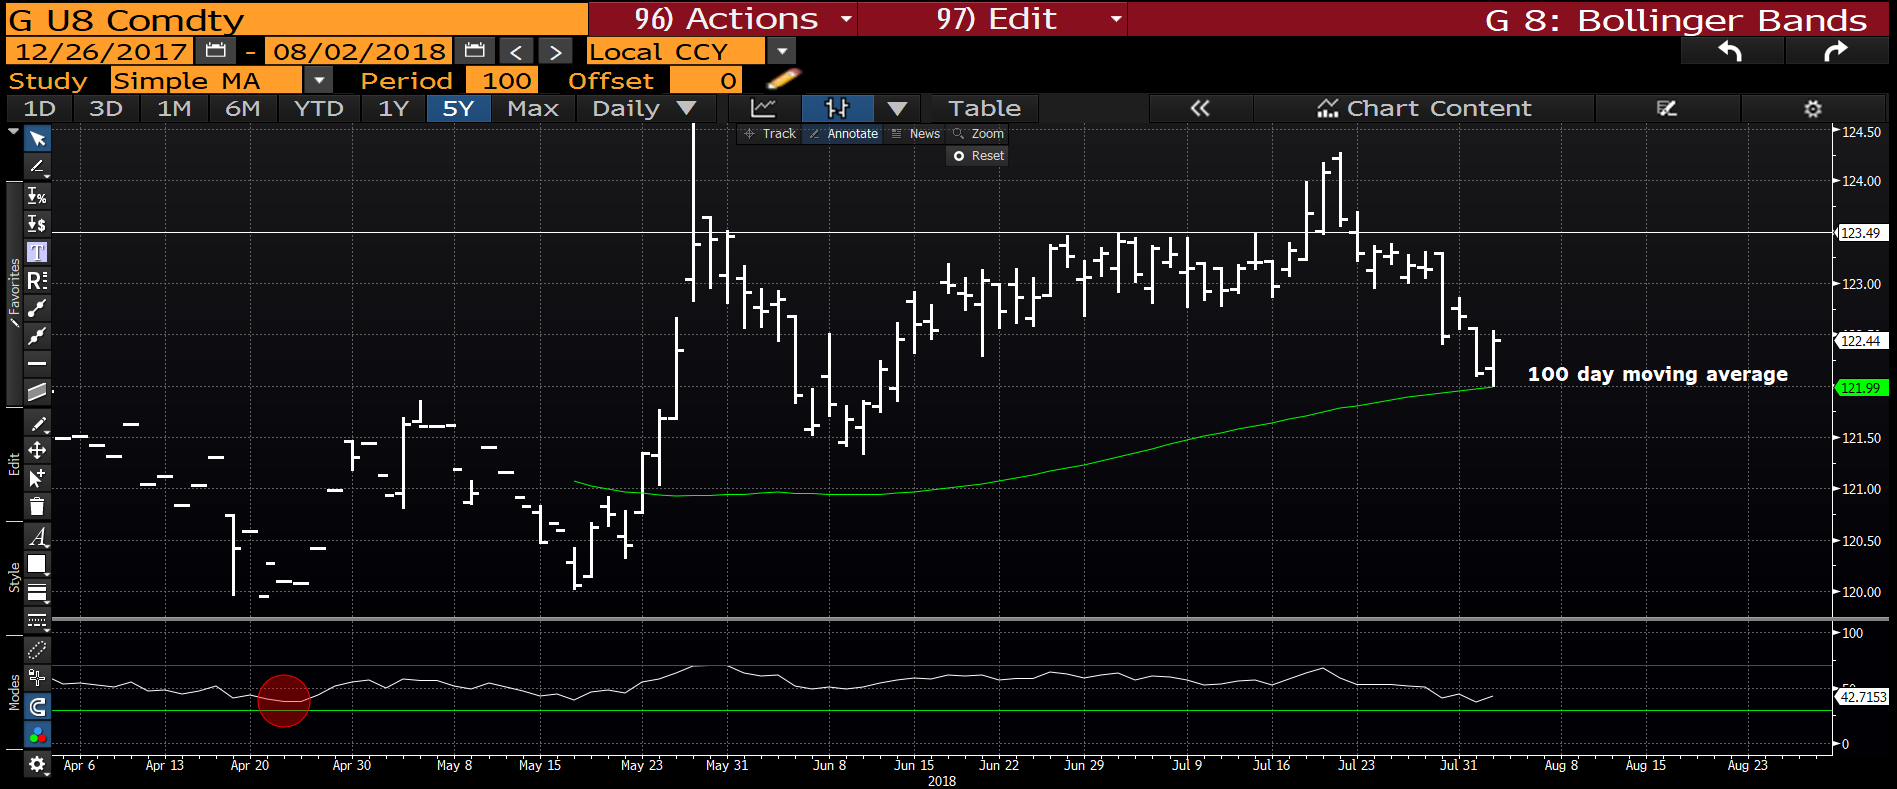 G U8 Comdty 96) Actions 97) Edit G 8: Bollinger Bands
12/26/2017 - 08/02/2018 < > Local CCY
Study Simple MA Period 100 Offset 0
1D 3D 1M 6M YTD 1Y 5Y Max Daily Table « Chart Content
Track Annotate News Zoom
Reset
124.50
124.00
123.49
123.00
122.44
100 day moving average
121.99
121.50
121.00
120.50
120.00
100
42.7153
0
Favorites
Edit
Style
Modes
%
$
T
R
A
Apr 6 Apr 13 Apr 20 Apr 30 May 8 May 15 May 23 May 31 Jun 8 Jun 15 Jun 22 Jun 29 Jul 9 Jul 16 Jul 23 Jul 31 Aug 8 Aug 15 Aug 23
2018